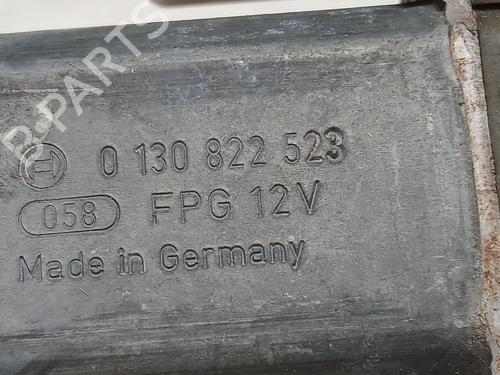 B-PARTS
0 130 822 523
058 FPG 12V
Made in Germany